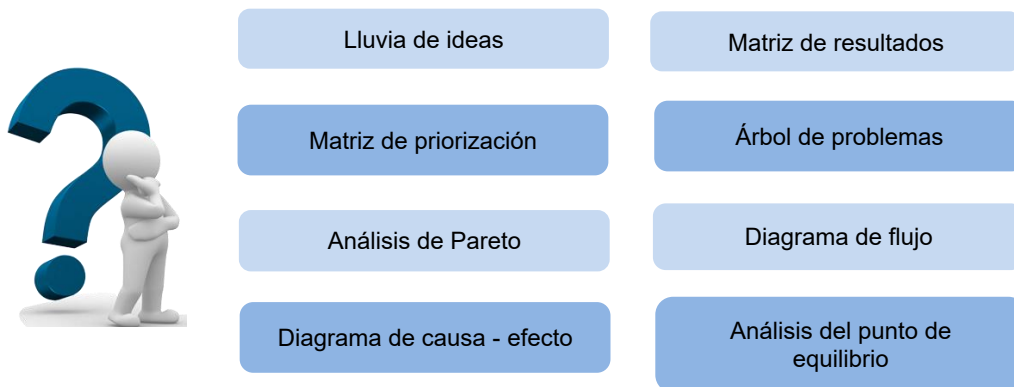 Lluvia de ideas
Matriz de resultados
Matriz de priorización
Árbol de problemas
Análisis de Pareto
Diagrama de flujo
Diagrama de causa - efecto
Análisis del punto de
equilibrio